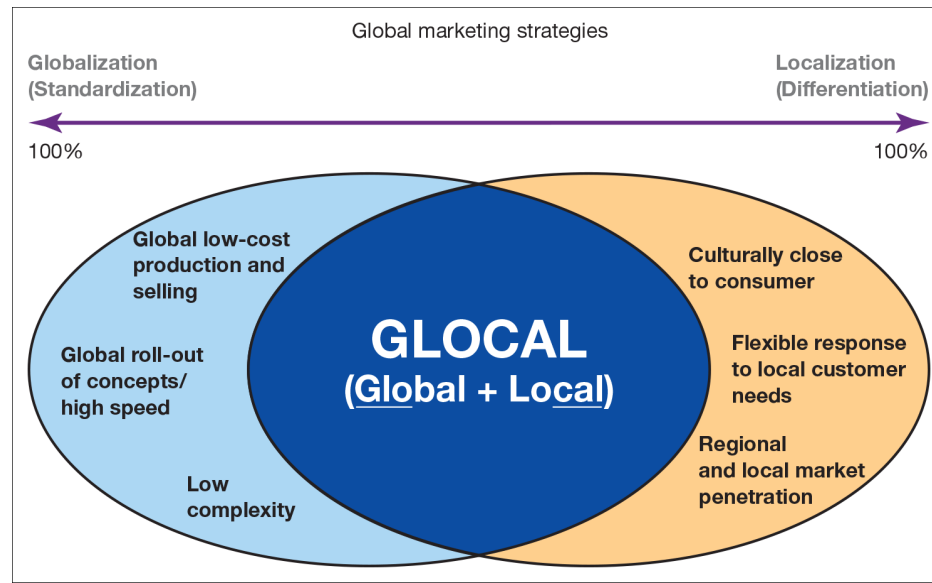 Global marketing strategies
Globalization
(Standardization)
Localization
(Differentiation)
100%
100%
Global low-cost
production and
selling
Global roll-out
of concepts/
high speed
Low
complexity
GLOCAL
(Global + Local)
Culturally close
to consumer
Flexible response
to local customer
needs
Regional
and local market
penetration